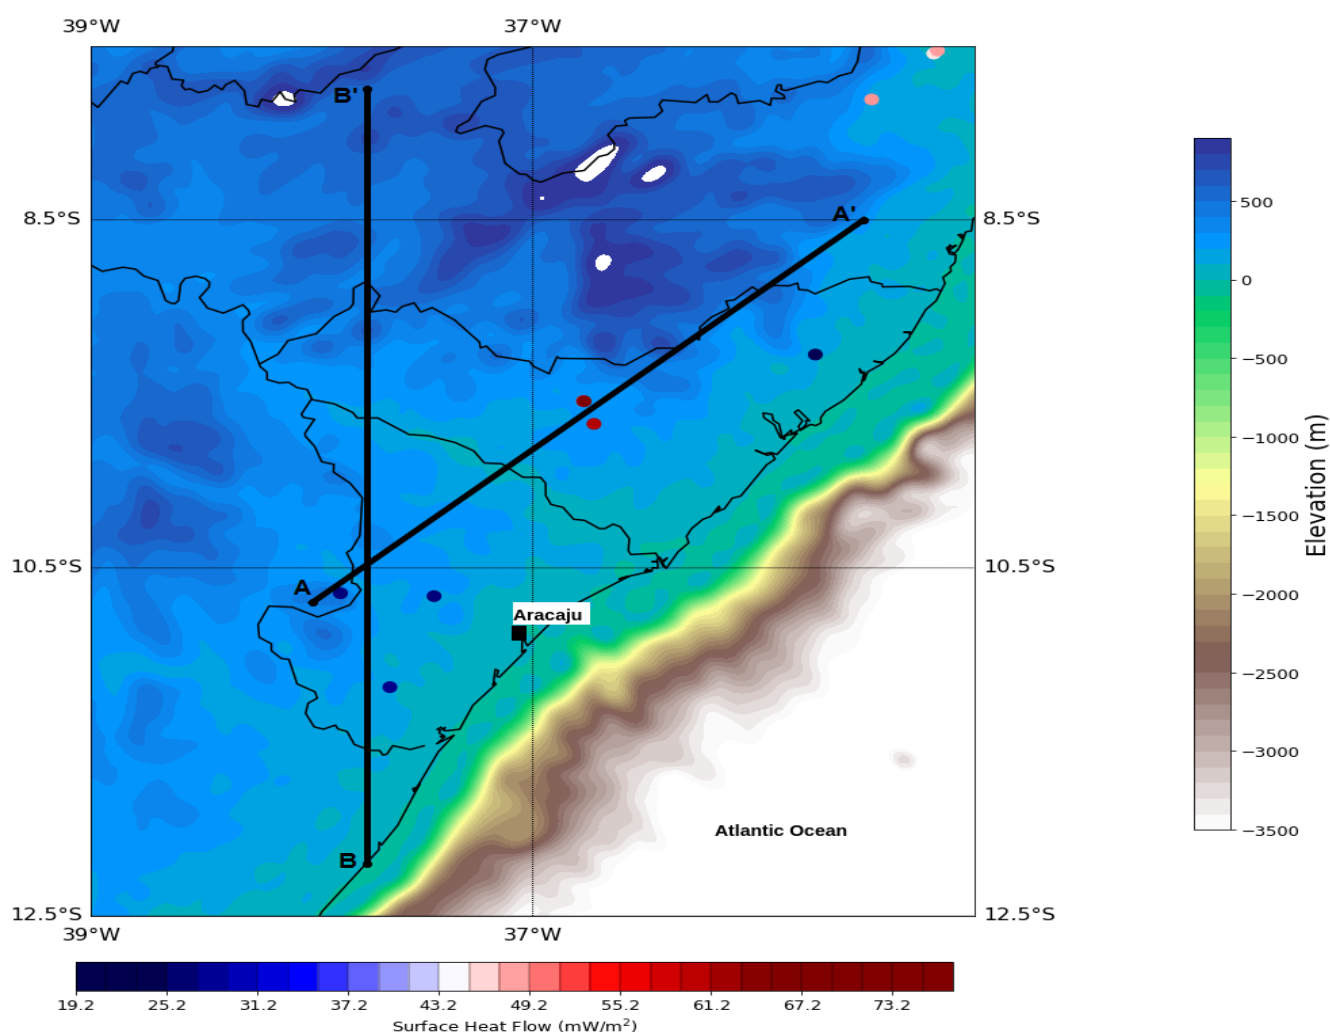 39°W 37°W
B'
8.5°S A' 8.5°S
500
0
−500
−1000
−1500
−2000
−2500
−3000
−3500
Elevation (m)
10.5°S 10.5°S
A
Aracaju
Atlantic Ocean
B
12.5°S 12.5°S
39°W 37°W
19.2 25.2 31.2 37.2 43.2 49.2 55.2 61.2 67.2 73.2
Surface Heat Flow (mW/m²)